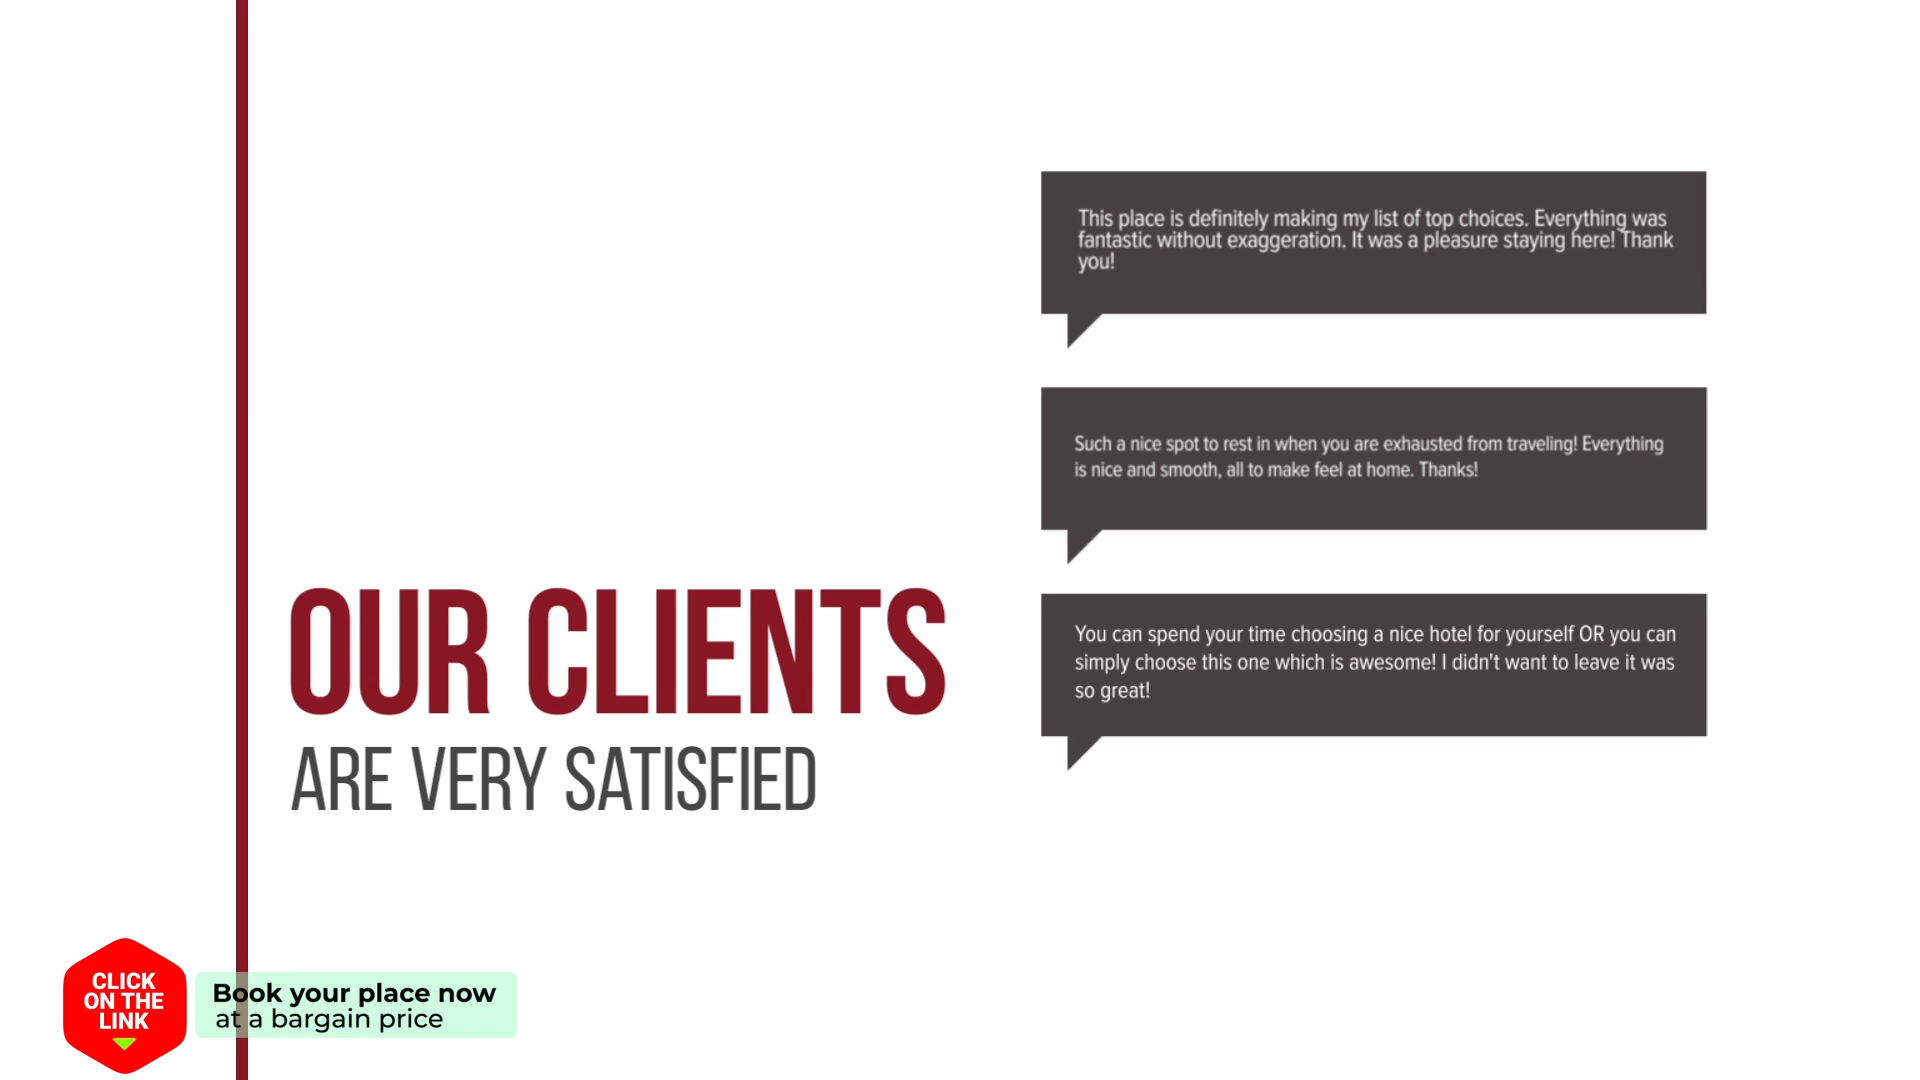 This place is definitely making my list of top choices. Everything was
fantastic without exaggeration. It was a pleasure staying here! Thank
you!
Such a nice spot to rest in when you are exhausted from traveling! Everything
is nice and smooth, all to make feel at home. Thanks!
You can spend your time choosing a nice hotel for yourself OR you can
simply choose this one which is awesome! I didn't want to leave it was
so great!
OUR CLIENTS
ARE VERY SATISFIED
CLICK
ON THE
LINK
Book your place now
at a bargain price